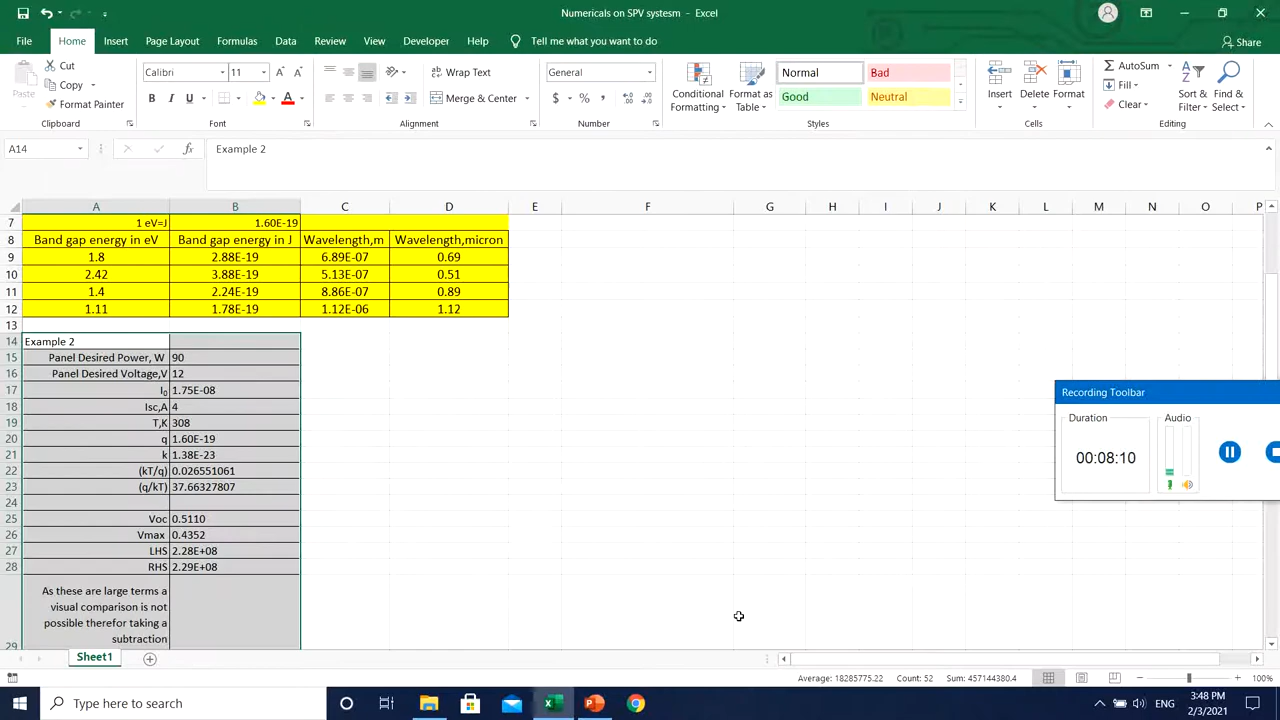 Numericals on SPV systesm - Excel
File Home Insert Page Layout Formulas Data Review View Developer Help Tell me what you want to do Share
Paste
Cut
Copy
Format Painter
Clipboard
Calibri 11
B I U
Font
Wrap Text
Merge & Center
Alignment
General
$ % ,
Number
Conditional Formatting
Format as Table
Normal
Bad
Good
Neutral
Styles
Insert
Delete
Format
Cells
AutoSum
Fill
Clear
Sort & Filter
Find & Select
Editing
A14 fx Example 2
A B C D E F G H I J K L M N O P
7 1 eV=J 1.60E-19
8 Band gap energy in eV Band gap energy in J Wavelength,m Wavelength,micron
9 1.8 2.88E-19 6.89E-07 0.69
10 2.42 3.88E-19 5.13E-07 0.51
11 1.4 2.24E-19 8.86E-07 0.89
12 1.11 1.78E-19 1.12E-06 1.12
13
14 Example 2
15 Panel Desired Power, W 90
16 Panel Desired Voltage,V 12
17 I0 1.75E-08
18 Isc,A 4
19 T,K 308
20 q 1.60E-19
21 k 1.38E-23
22 (kT/q) 0.026551061
23 (q/kT) 37.66327807
24
25 Voc 0.5110
26 Vmax 0.4352
27 LHS 2.28E+08
28 RHS 2.29E+08
As these are large terms a
visual comparison is not
possible therefor taking a
29 subtraction
Recording Toolbar
Duration
00:08:10
Audio
Sheet1
Average: 18285775.22 Count: 52 Sum: 457144380.4 100%
Type here to search
ENG
3:48 PM
2/3/2021